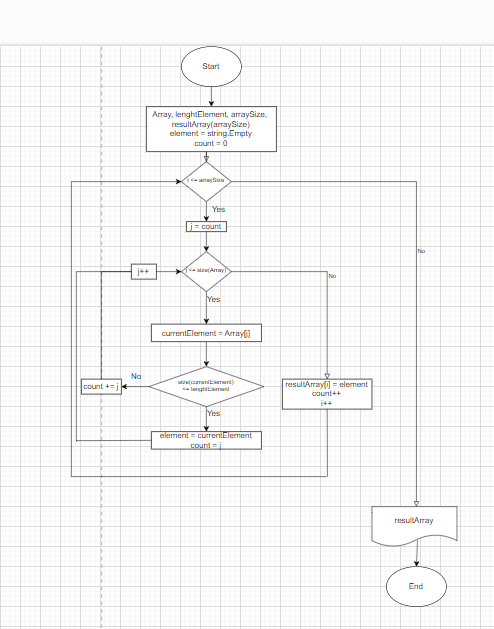 Start
Array, lenghtElement, arraySize,
resultArray(arraySize)
element = string.Empty
count = 0
i <= arraySize
Yes
j = count
No
j++
j <= size(Array)
No
Yes
currentElement = Array[j]
No
size(currentElement)
<= lenghtElement
count += j
resultArray[i] = element
count++
i++
Yes
element = currentElement
count = j
resultArray
End